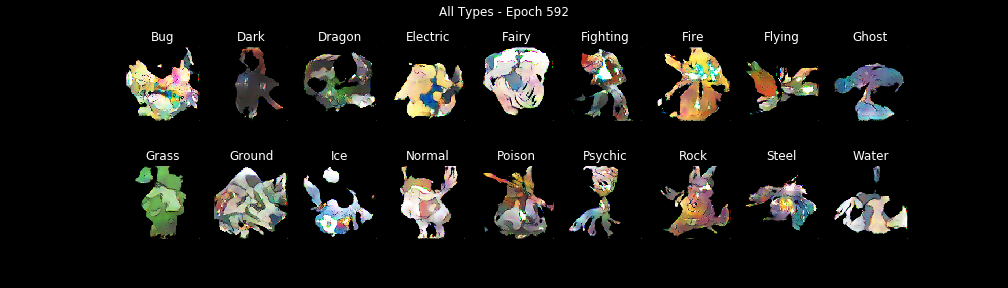 All Types - Epoch 592
Bug Dark Dragon Electric Fairy Fighting Fire Flying Ghost
Grass Ground Ice Normal Poison Psychic Rock Steel Water